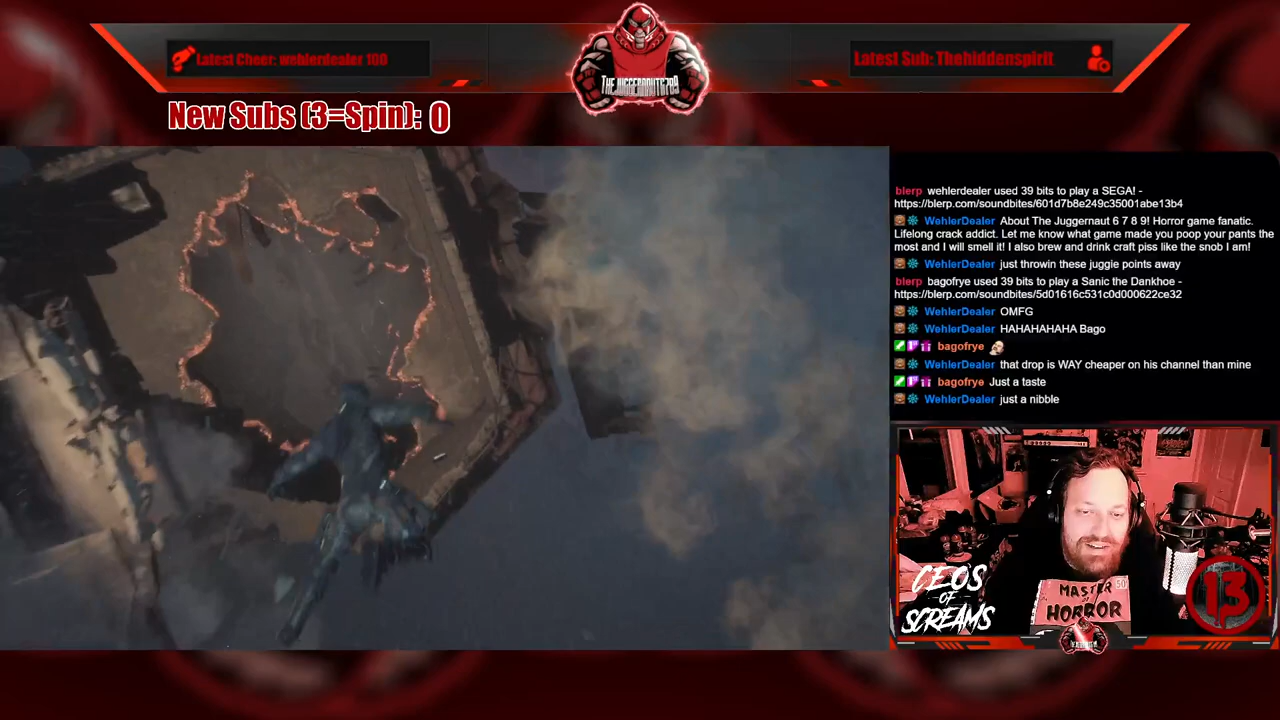 Latest Cheer: wehlerdealer 100
THEJUGGERNAUT6789
Latest Sub: Thehiddenspirit
New Subs (3=Spin): 0
blerp wehlerdealer used 39 bits to play a SEGA! -
https://blerp.com/soundbites/601d7b8e249c35001abe13b4
WehlerDealer About The Juggernaut 6 7 8 9! Horror game fanatic.
Lifelong crack addict. Let me know what game made you poop your pants the
most and I will smell it! I also brew and drink craft piss like the snob I am!
WehlerDealer just throwin these juggie points away
blerp bagofrye used 39 bits to play a Sanic the Dankhoe -
https://blerp.com/soundbites/5d01616c531c0d000622ce32
WehlerDealer OMFG
WehlerDealer HAHAHAHAHA Bago
bagofrye
WehlerDealer that drop is WAY cheaper on his channel than mine
bagofrye Just a taste
WehlerDealer just a nibble
CEOS
OF
SCREAMS
MASTER
HORROR
13